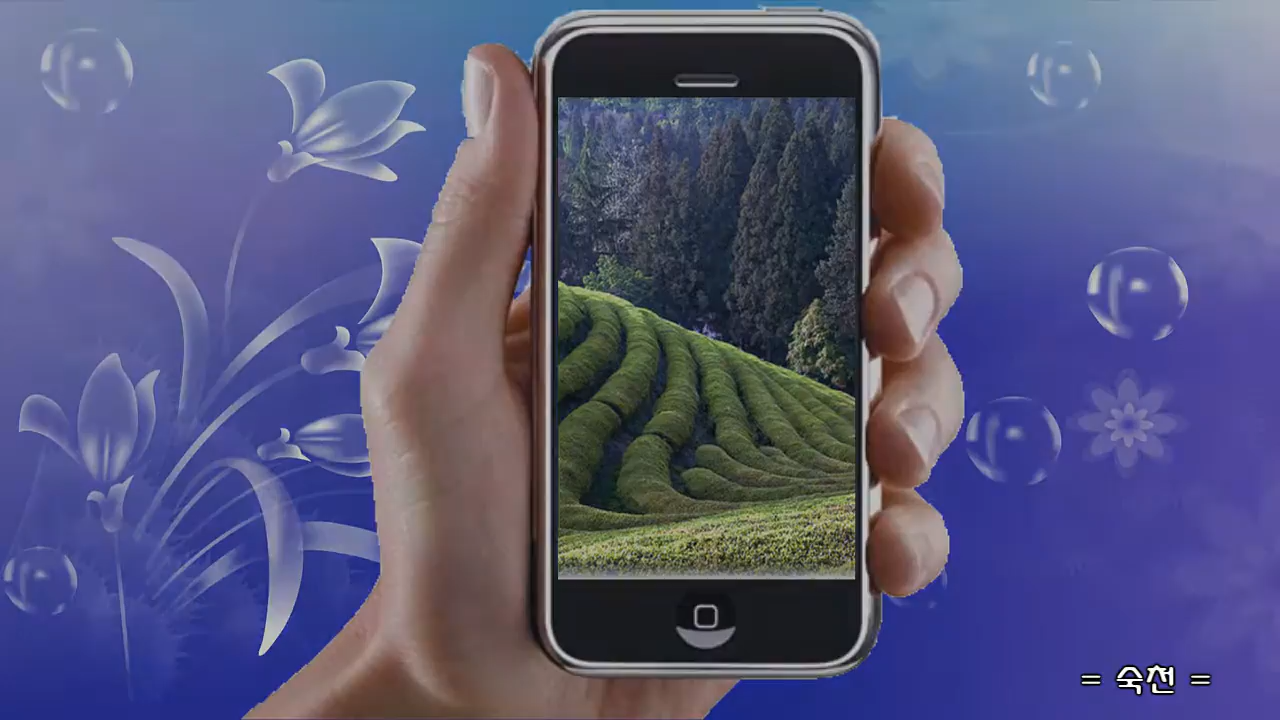 = 숙천 =